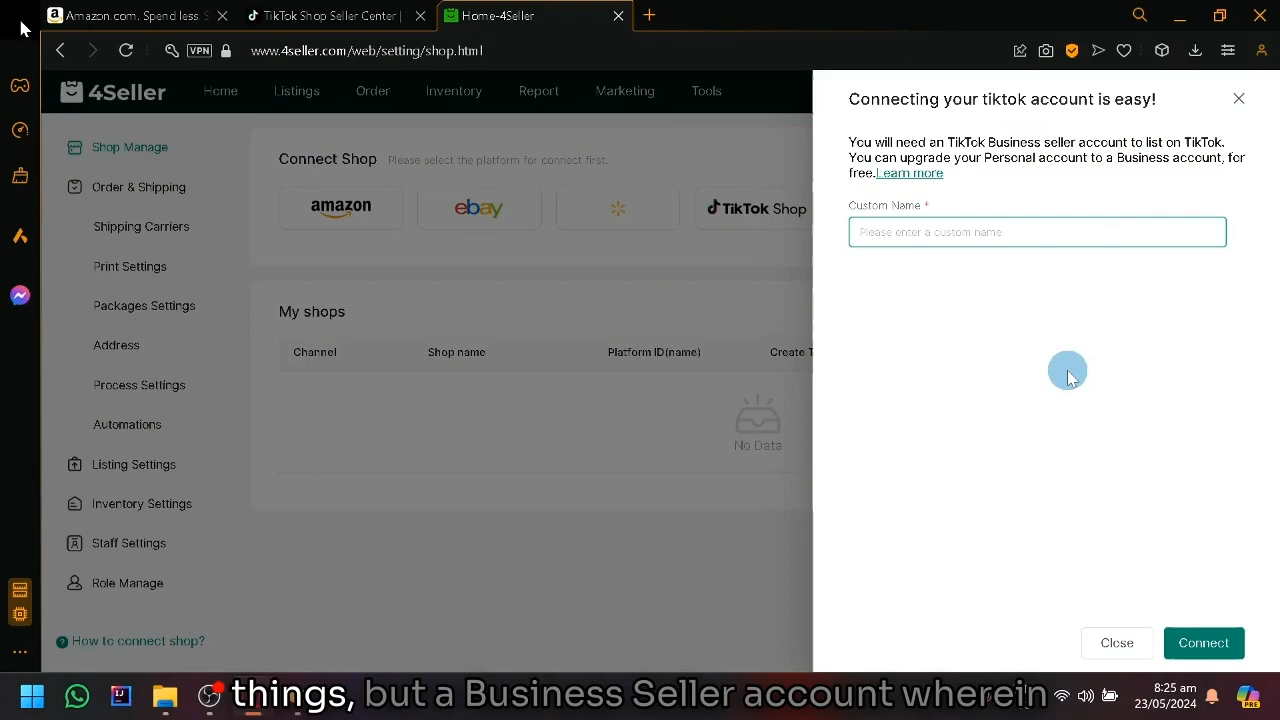 Amazon.com. Spend less. S
TikTok Shop Seller Center |
Home-4Seller
VPN
www.4seller.com/web/setting/shop.html
4Seller
Home
Listings
Order
Inventory
Report
Marketing
Tools
Shop Manage
Order & Shipping
Shipping Carriers
Print Settings
Packages Settings
Address
Process Settings
Automations
Listing Settings
Inventory Settings
Staff Settings
Role Manage
How to connect shop?
Connect Shop
Please select the platform for connect first.
amazon
ebay
TikTok Shop
My shops
Channel
Shop name
Platform ID(name)
Create T
No Data
Connecting your tiktok account is easy!
You will need an TikTok Business seller account to list on TikTok.
You can upgrade your Personal account to a Business account, for
free.Learn more
Custom Name *
Please enter a custom name
Close
Connect
things, but a Business Seller account wherein
8:25 am
23/05/2024
PRE